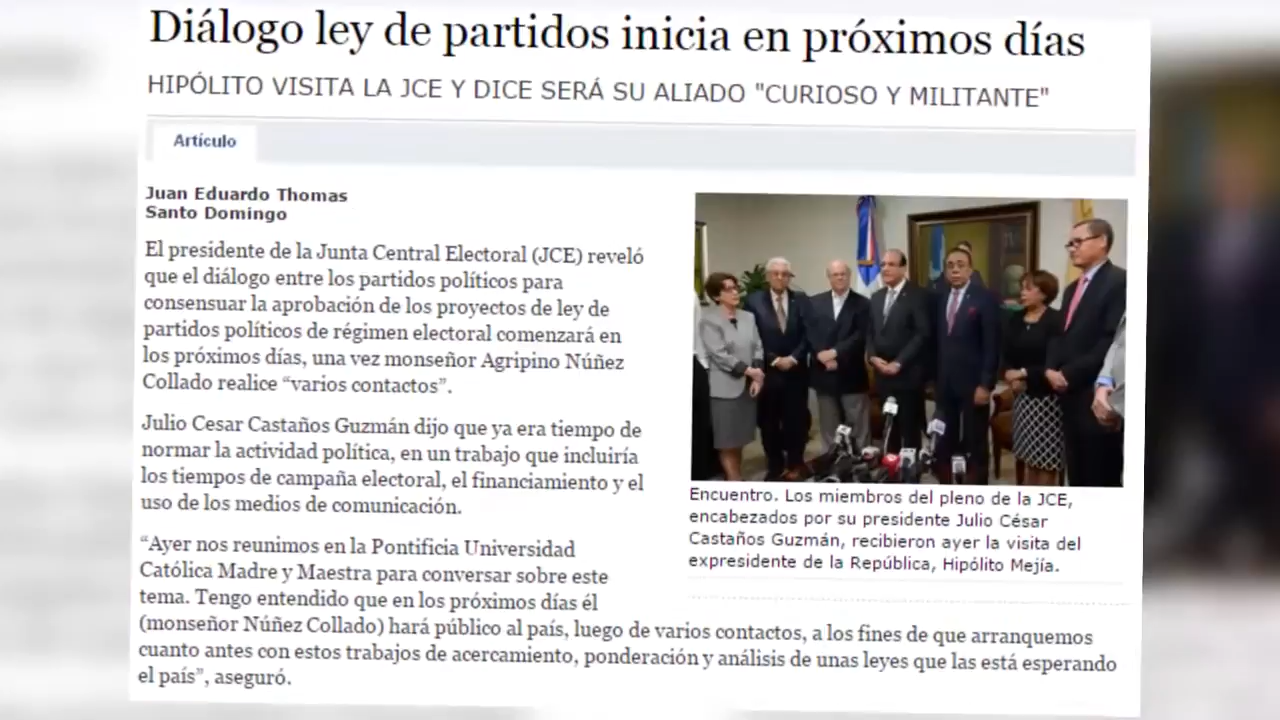 Diálogo ley de partidos inicia en próximos días
HIPÓLITO VISITA LA JCE Y DICE SERÁ SU ALIADO "CURIOSO Y MILITANTE"
Artículo
Juan Eduardo Thomas
Santo Domingo
El presidente de la Junta Central Electoral (JCE) reveló
que el diálogo entre los partidos políticos para
consensuar la aprobación de los proyectos de ley de
partidos políticos de régimen electoral comenzará en
los próximos días, una vez monseñor Agripino Núñez
Collado realice “varios contactos”.
Julio Cesar Castaños Guzmán dijo que ya era tiempo de
normar la actividad política, en un trabajo que incluiría
los tiempos de campaña electoral, el financiamiento y el
uso de los medios de comunicación.
“Ayer nos reunimos en la Pontificia Universidad
Católica Madre y Maestra para conversar sobre este
tema. Tengo entendido que en los próximos días él
(monseñor Núñez Collado) hará público al país, luego de varios contactos, a los fines de que arranquemos
cuanto antes con estos trabajos de acercamiento, ponderación y análisis de unas leyes que las está esperando
el país”, aseguró.
Encuentro. Los miembros del pleno de la JCE,
encabezados por su presidente Julio César
Castaños Guzmán, recibieron ayer la visita del
expresidente de la República, Hipólito Mejía.